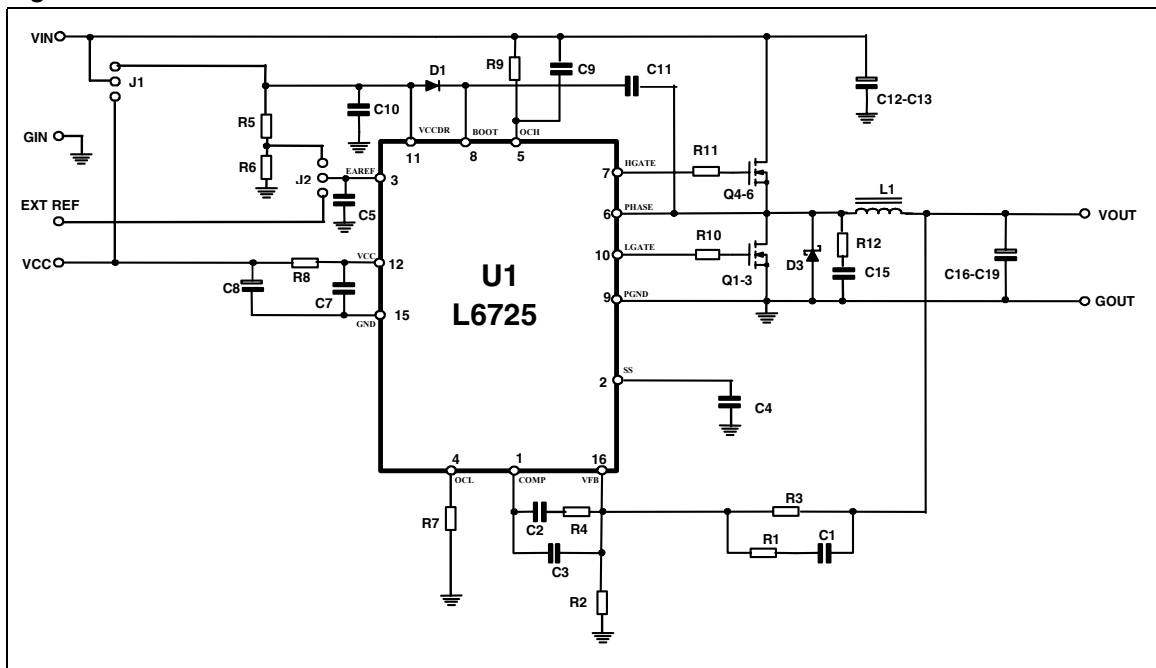 VIN
J1
GIN
EXT REF
VCC
R5
R6
J2
C5
C10
D1
R9
C9
C11
C12-C13
VCCDR
BOOT
OCH
11
8
5
EAREF
3
HGATE
7
R11
Q4-6
PHASE
6
L1
VOUT
LGATE
10
R10
Q1-3
D3
R12
C15
C16-C19
PGND
9
GOUT
VCC
12
R8
C8
C7
GND
15
U1
L6725
SS
2
C4
4
1
16
OCL
COMP
VFB
R7
C2
R4
C3
R2
R3
R1
C1